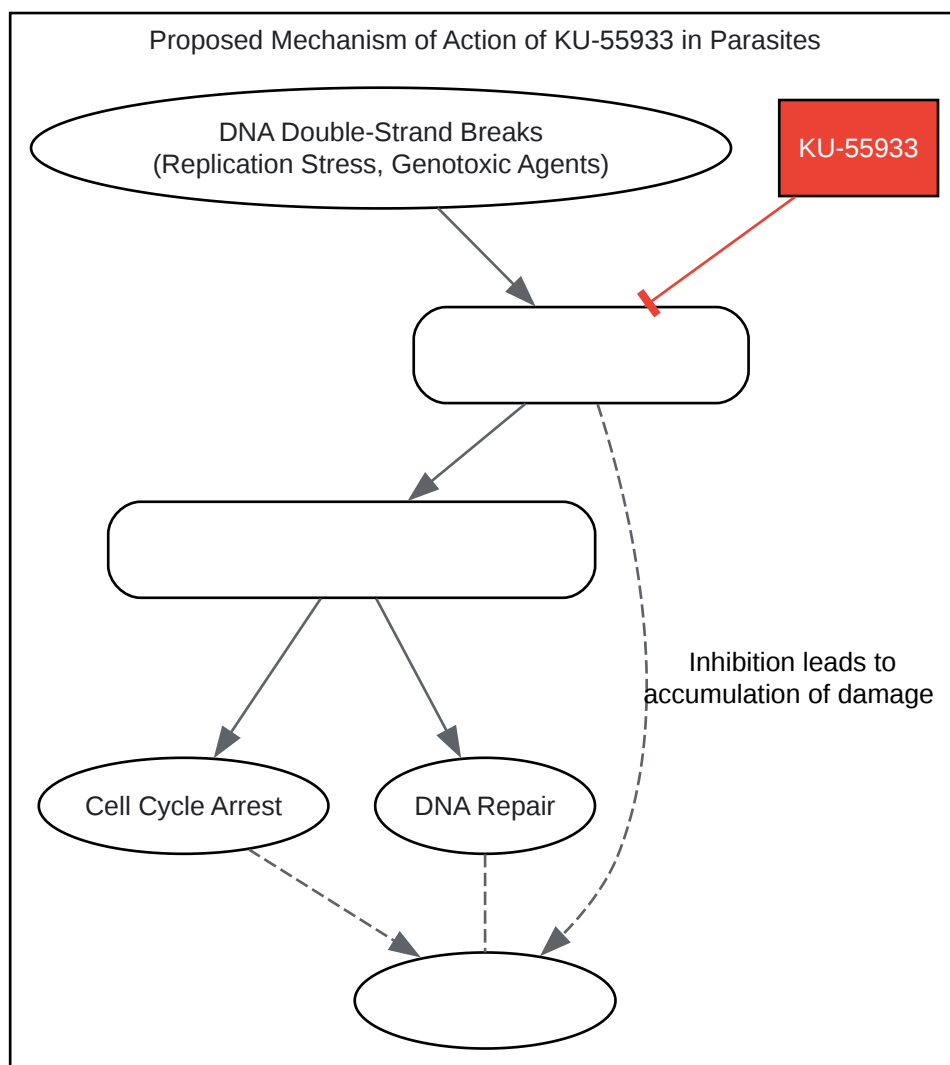 Proposed Mechanism of Action of KU-55933 in Parasites
DNA Double-Strand Breaks
(Replication Stress, Genotoxic Agents)
KU-55933
Inhibition leads to
accumulation of damage
Cell Cycle Arrest
DNA Repair